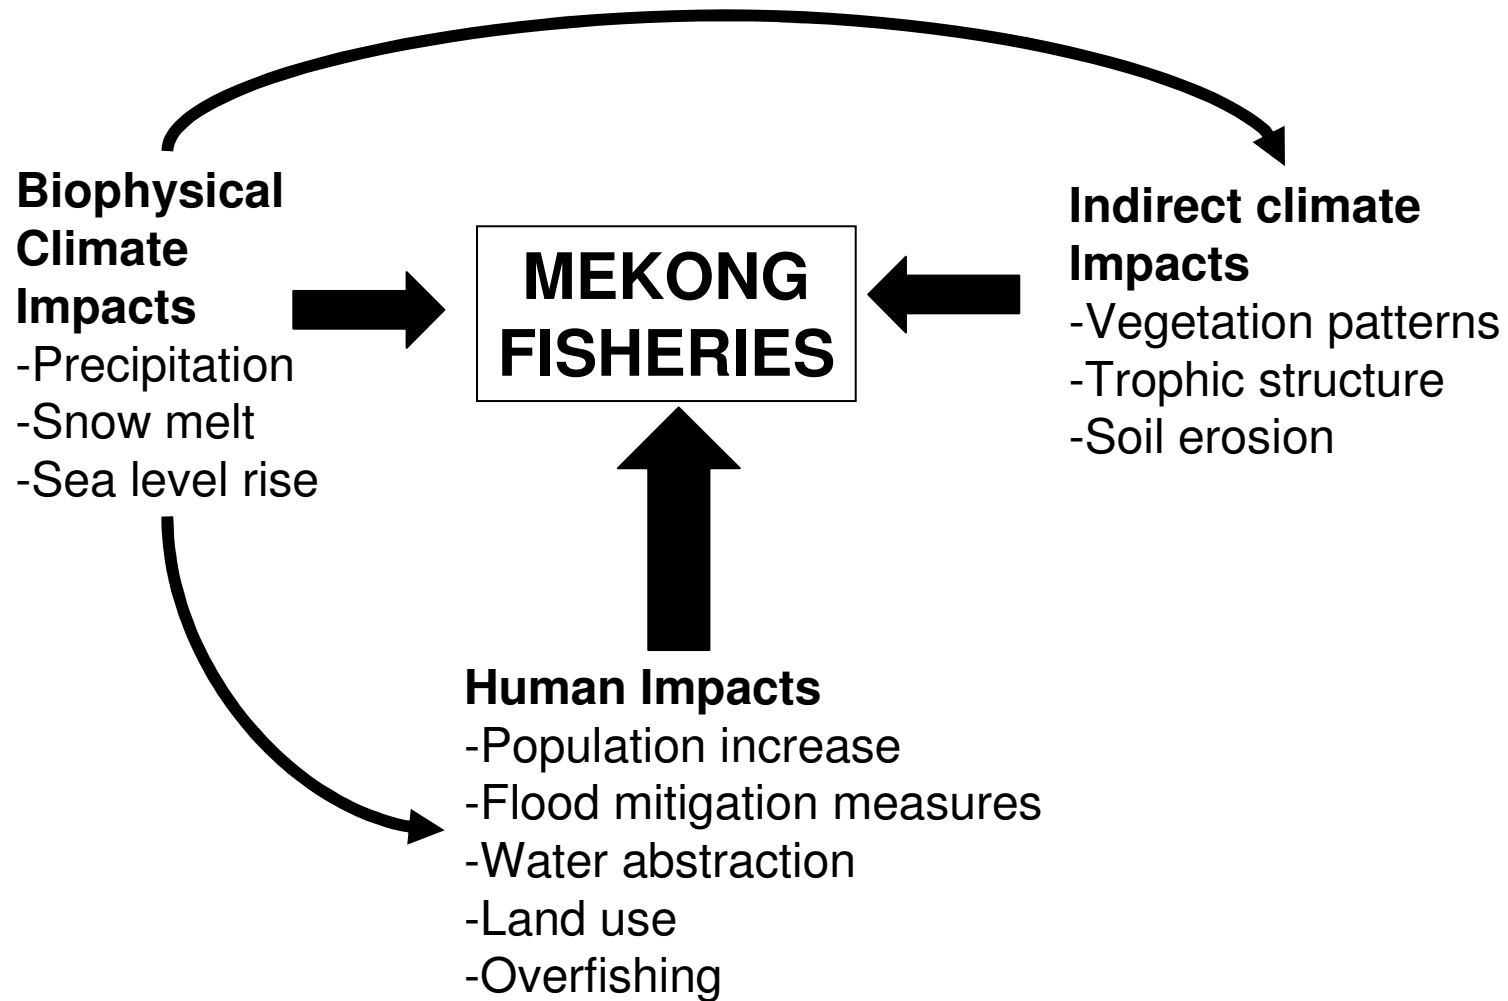 Biophysical
Climate
Impacts
-Precipitation
-Snow melt
-Sea level rise
MEKONG
FISHERIES
Indirect climate
Impacts
-Vegetation patterns
-Trophic structure
-Soil erosion
Human Impacts
-Population increase
-Flood mitigation measures
-Water abstraction
-Land use
-Overfishing